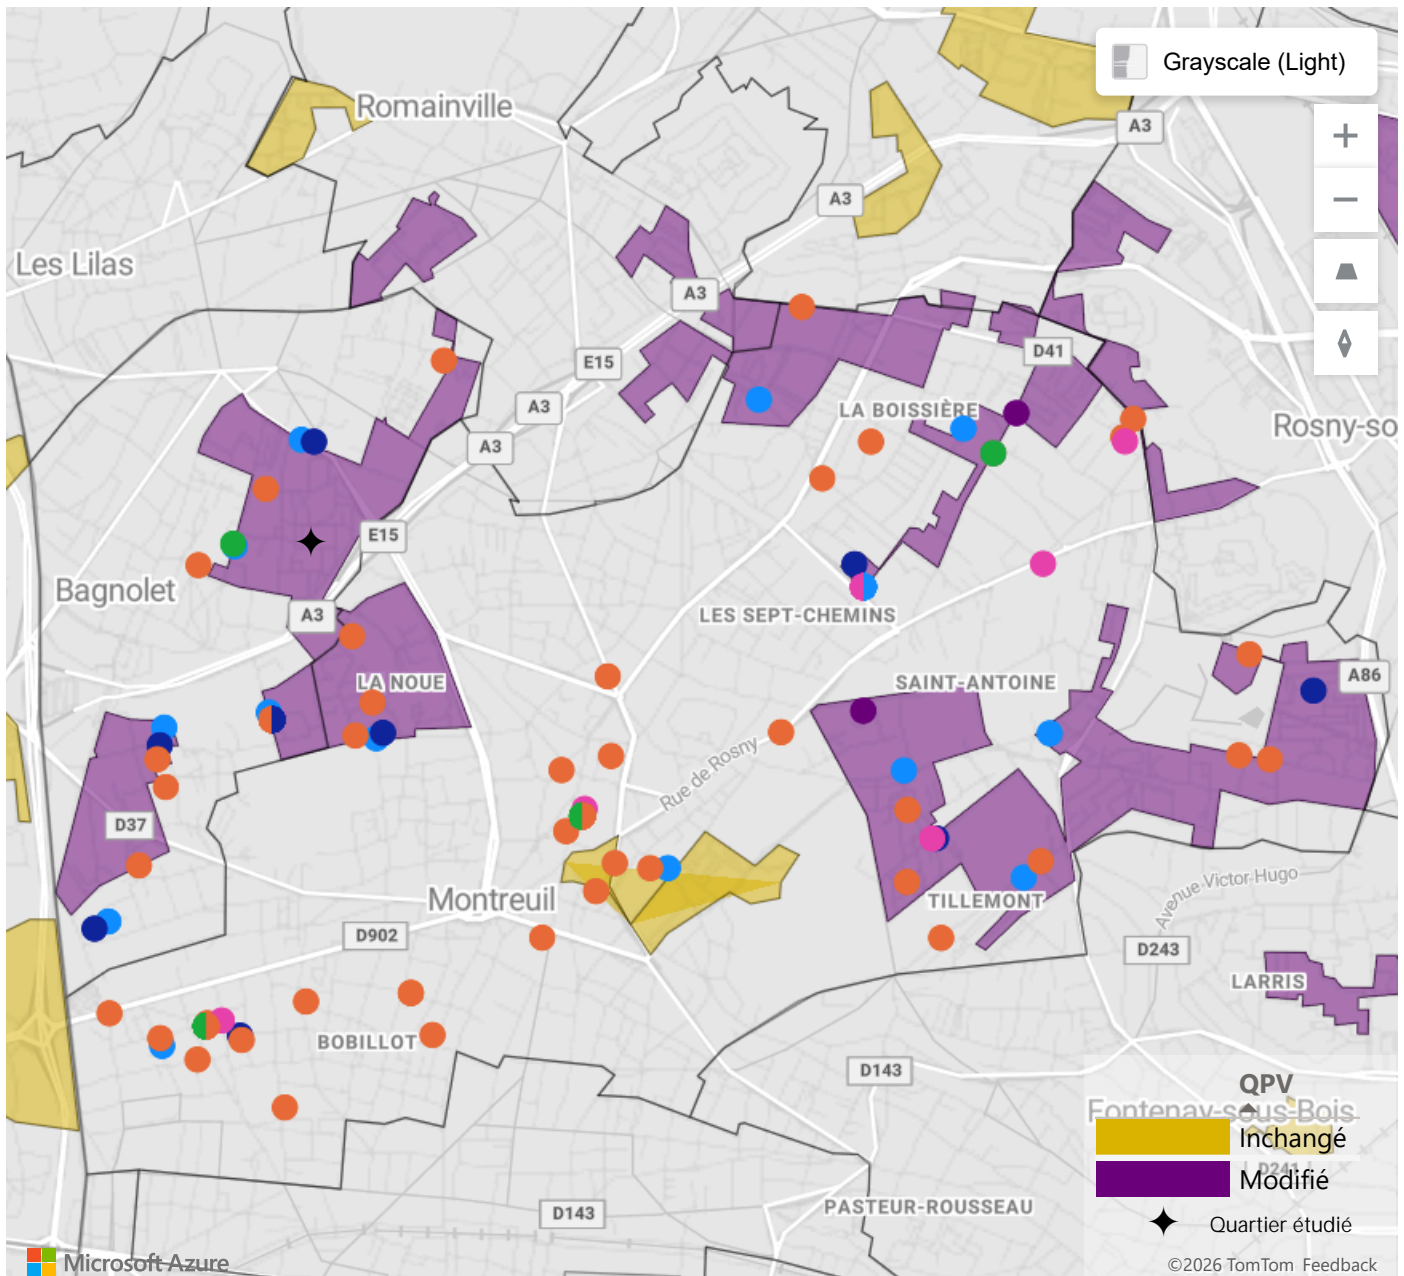 Grayscale (Light)
Romainville
A3
A3
Les Lilas
A3
D41
E15
A3
LA BOISSIÈRE
Rosny-so
A3
E15
Bagnolet
A3
LES SEPT-CHEMINS
LA NOUE
SAINT-ANTOINE
A86
Rue de Rosny
D37
Montreuil
TILLEMONT
Avenue Victor Hugo
D902
D243
LARRIS
BOBILLOT
D143
QPV
Fontenay-sous-Bois
Inchangé
D241
Modifié
PASTEUR-ROUSSEAU
D143
Quartier étudié
Microsoft Azure
©2026 TomTom Feedback